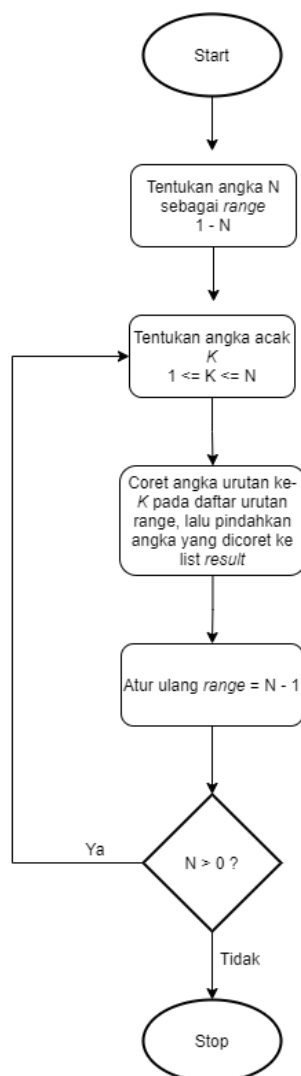 Start
Tentukan angka N
sebagai range
1 - N
Tentukan angka acak
K
1 <= K <= N
Coret angka urutan ke-
K pada daftar urutan
range, lalu pindahkan
angka yang dicoret ke
list result
Atur ulang range = N - 1
N > 0 ?
Ya
Tidak
Stop